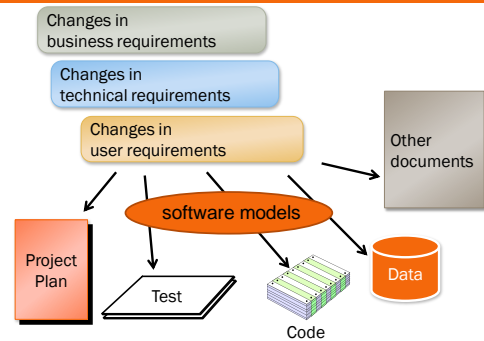 Changes in
business requirements
Changes in
technical requirements
Changes in
user requirements
Other
documents
software models
Project
Plan
Test
Data
Code